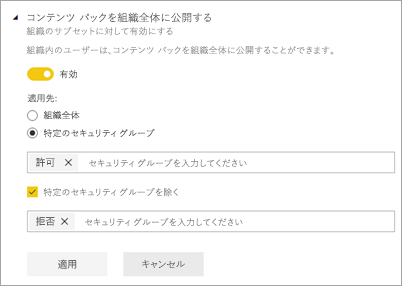 コンテンツ パックを組織全体に公開する
組織のサブセットに対して有効にする
組織内のユーザーは、コンテンツ パックを組織全体に公開することができます。
有効
適用先:
組織全体
特定のセキュリティ グループ
許可 × セキュリティ グループを入力してください
特定のセキュリティ グループを除く
拒否 × セキュリティ グループを入力してください
適用 キャンセル